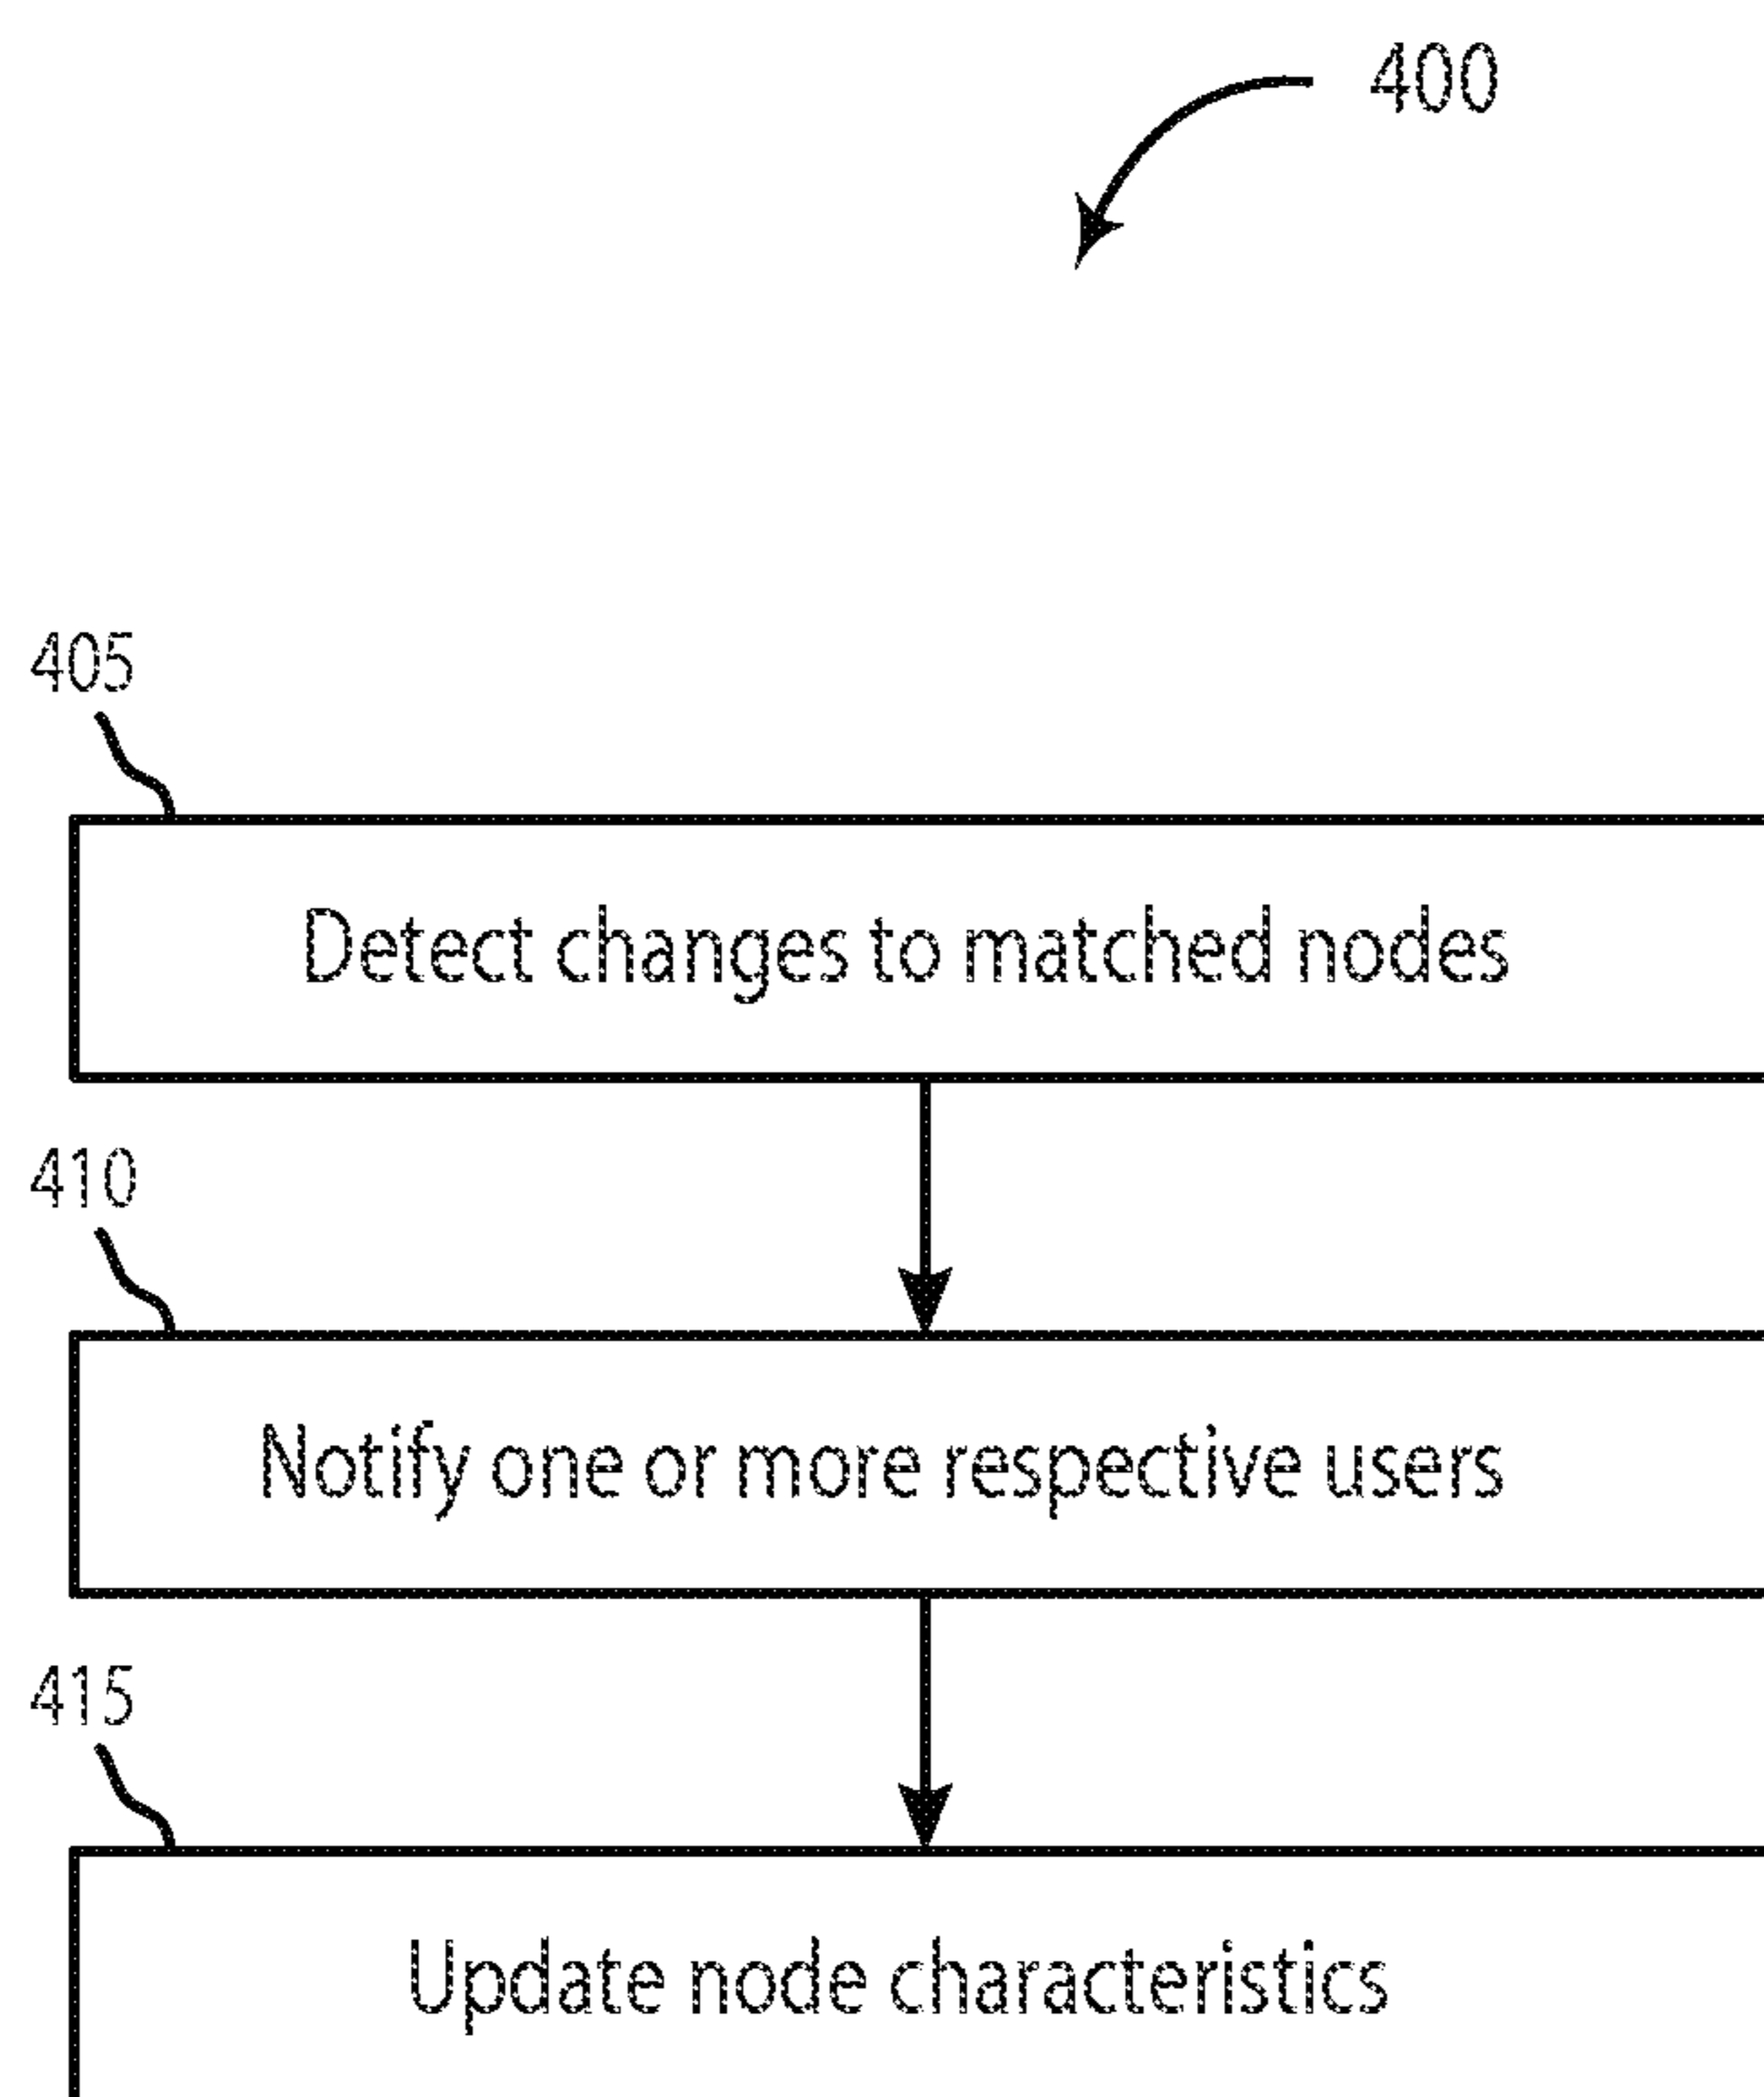 400
405
Detect changes to matched nodes
410
Notify one or more respective users
415
Update node characteristics